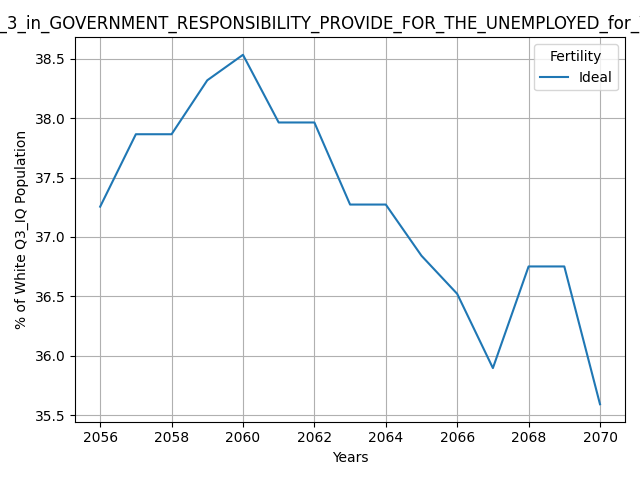 _3_in_GOVERNMENT_RESPONSIBILITY_PROVIDE_FOR_THE_UNEMPLOYED_for_
Fertility
Ideal
38.5
38.0
37.5
37.0
36.5
36.0
35.5
% of White Q3_IQ Population
2056 2058 2060 2062 2064 2066 2068 2070
Years